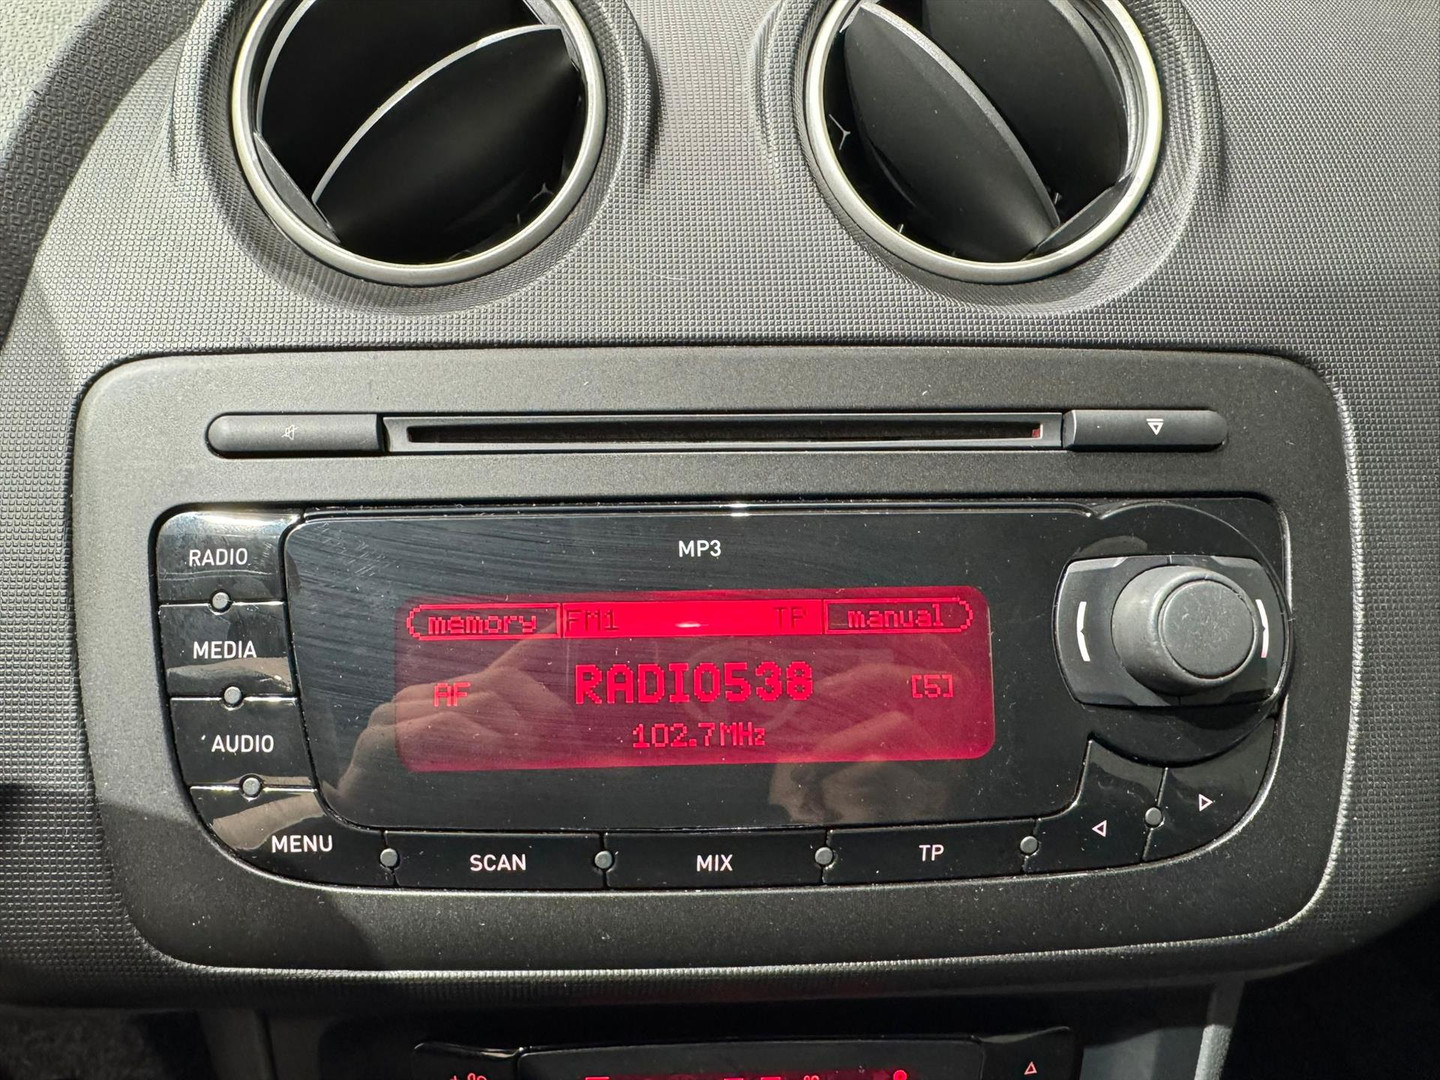 MP3
RADIO
MEDIA
AUDIO
MENU
memory FM1 TP manual
AF RADIO538 [5]
102.7MHz
SCAN MIX TP